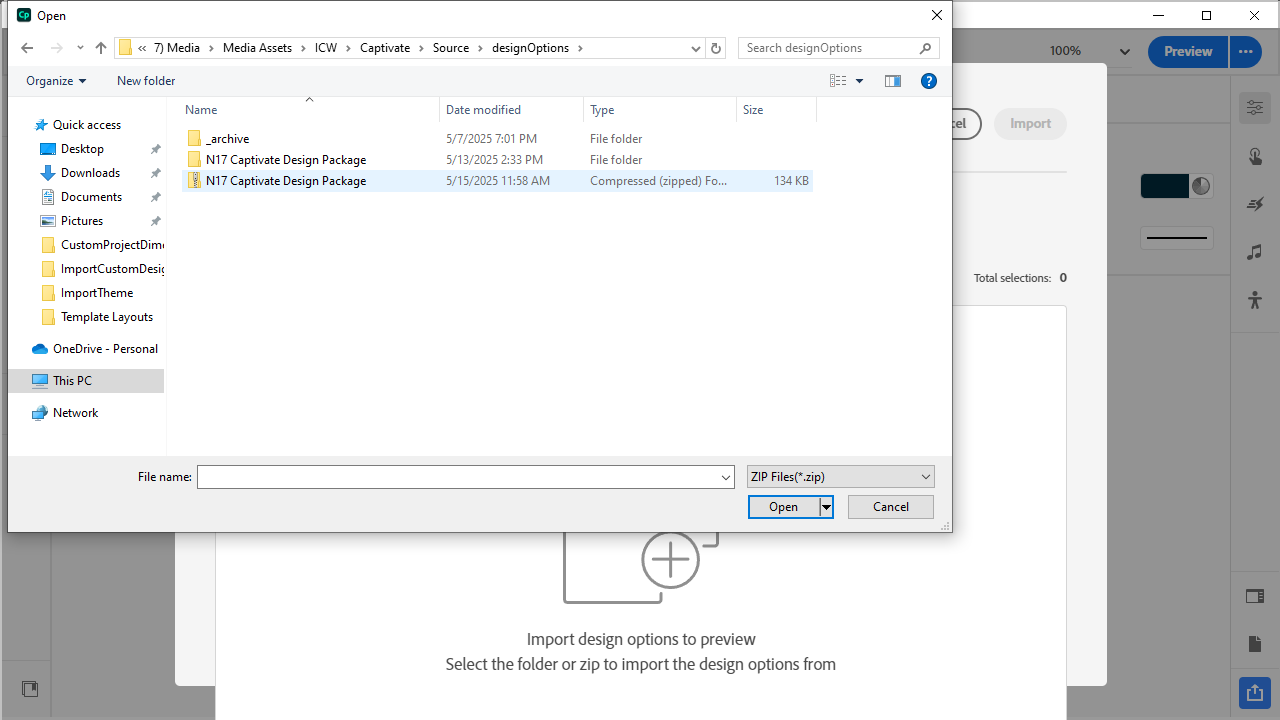 Cp Open
« 7) Media > Media Assets > ICW > Captivate > Source > designOptions >
Search designOptions
100%
Preview
Organize
New folder
?
Name
Date modified
Type
Size
Import
Quick access
Desktop
Downloads
Documents
Pictures
CustomProjectDime
ImportCustomDesig
ImportTheme
Template Layouts
OneDrive - Personal
This PC
Network
_archive 5/7/2025 7:01 PM File folder
N17 Captivate Design Package 5/13/2025 2:33 PM File folder
N17 Captivate Design Package 5/15/2025 11:58 AM Compressed (zipped) Fo... 134 KB
Total selections: 0
File name:
ZIP Files(*.zip)
Open
Cancel
Import design options to preview
Select the folder or zip to import the design options from